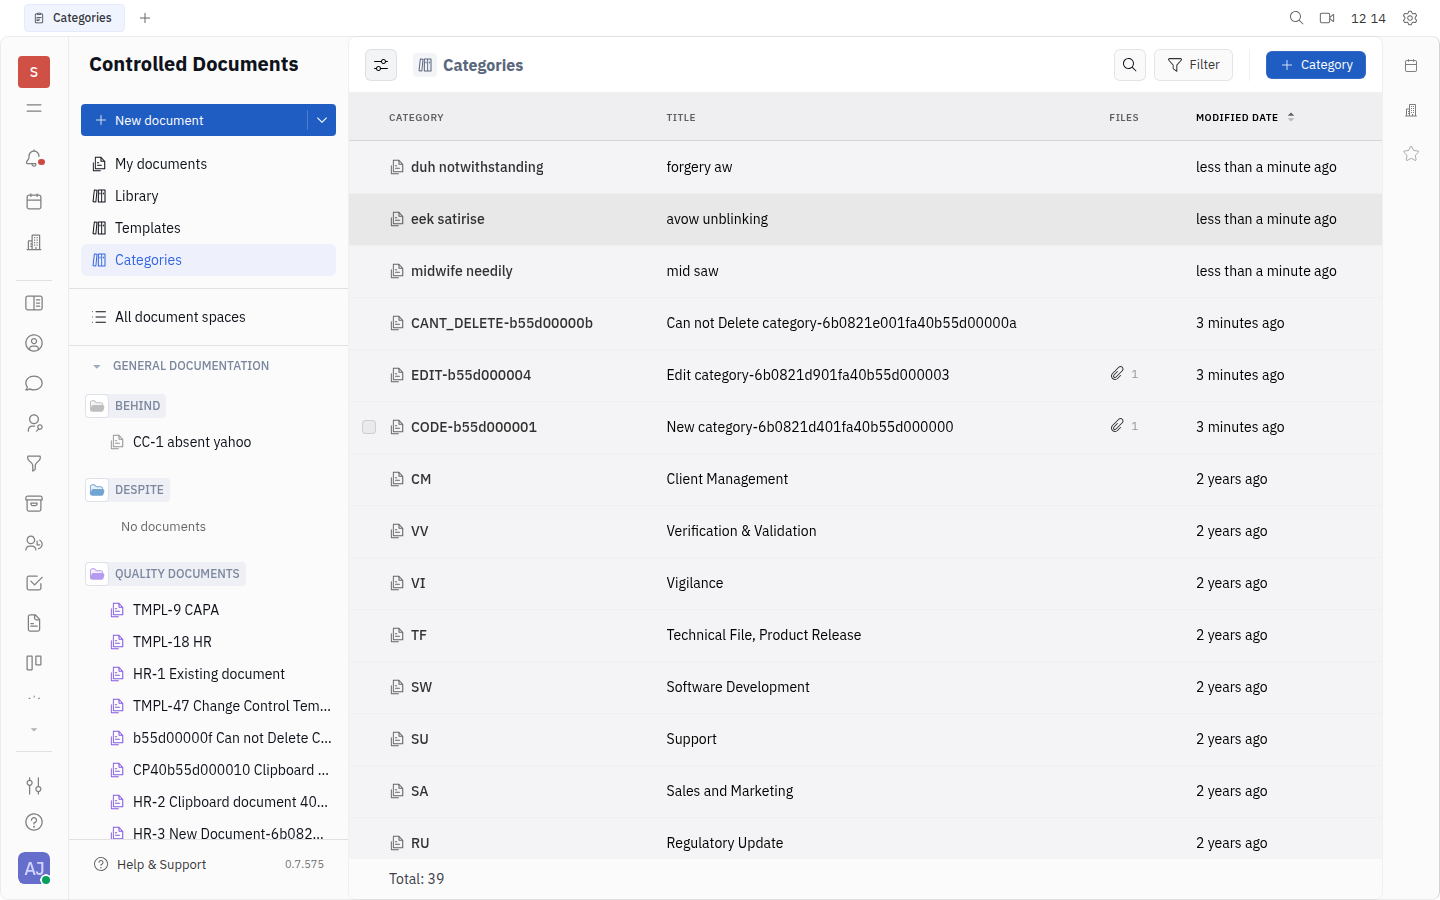 Categories
12 14
S
Controlled Documents
New document
My documents
Library
Templates
Categories
All document spaces
GENERAL DOCUMENTATION
BEHIND
CC-1 absent yahoo
DESPITE
No documents
QUALITY DOCUMENTS
TMPL-9 CAPA
TMPL-18 HR
HR-1 Existing document
TMPL-47 Change Control Tem...
b55d00000f Can not Delete C...
CP40b55d000010 Clipboard ...
HR-2 Clipboard document 40...
HR-3 New Document-6b082...
Help & Support 0.7.575
AJ
Categories
Filter
+ Category
CATEGORY TITLE FILES MODIFIED DATE
duh notwithstanding forgery aw less than a minute ago
eek satirise avow unblinking less than a minute ago
midwife needily mid saw less than a minute ago
CANT_DELETE-b55d00000b Can not Delete category-6b0821e001fa40b55d00000a 3 minutes ago
EDIT-b55d000004 Edit category-6b0821d901fa40b55d000003 1 3 minutes ago
CODE-b55d000001 New category-6b0821d401fa40b55d000000 1 3 minutes ago
CM Client Management 2 years ago
VV Verification & Validation 2 years ago
VI Vigilance 2 years ago
TF Technical File, Product Release 2 years ago
SW Software Development 2 years ago
SU Support 2 years ago
SA Sales and Marketing 2 years ago
RU Regulatory Update 2 years ago
Total: 39